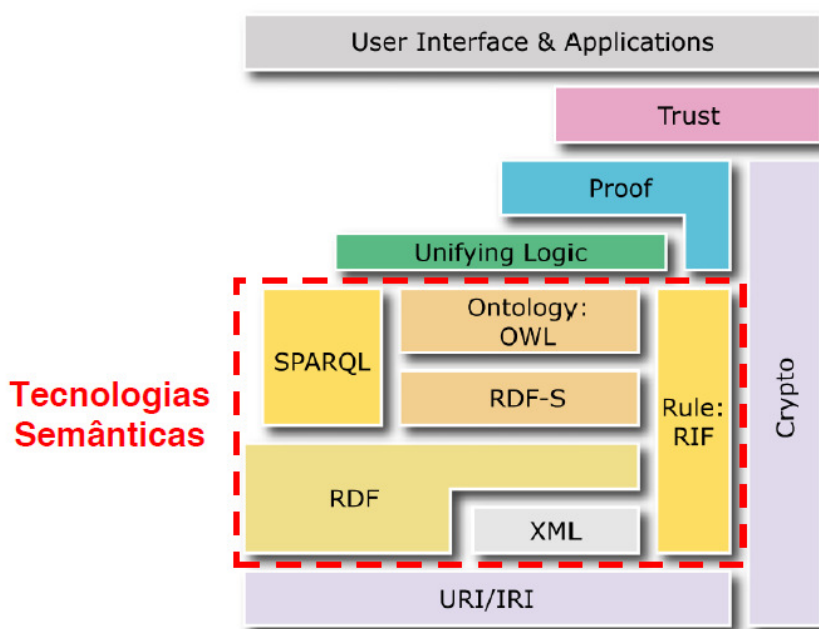 User Interface & Applications
Trust
Proof
Unifying Logic
Ontology:
OWL
SPARQL
RDF-S
Rule:
RIF
Crypto
Tecnologias
Semânticas
RDF
XML
URI/IRI